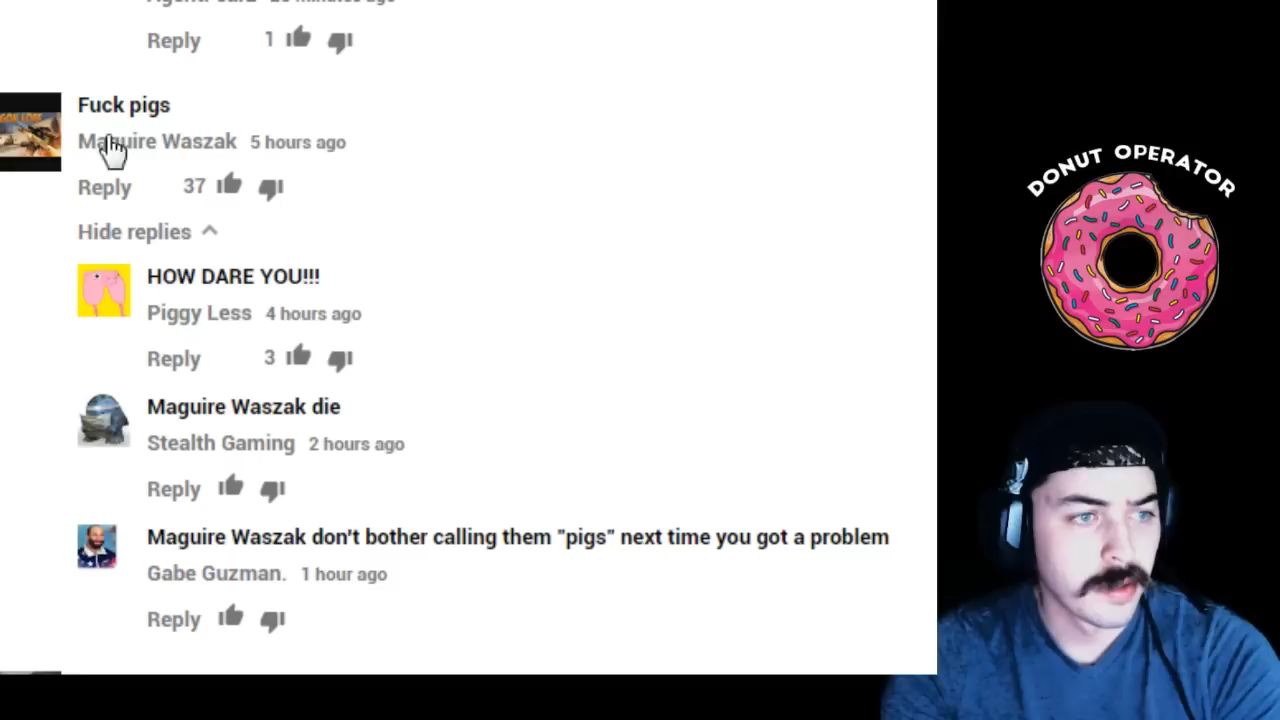 Reply 1
Fuck pigs
Maguire Waszak 5 hours ago
Reply 37
Hide replies
HOW DARE YOU!!!
Piggy Less 4 hours ago
Reply 3
Maguire Waszak die
Stealth Gaming 2 hours ago
Reply
Maguire Waszak don't bother calling them "pigs" next time you got a problem
Gabe Guzman. 1 hour ago
Reply
DONUT OPERATOR